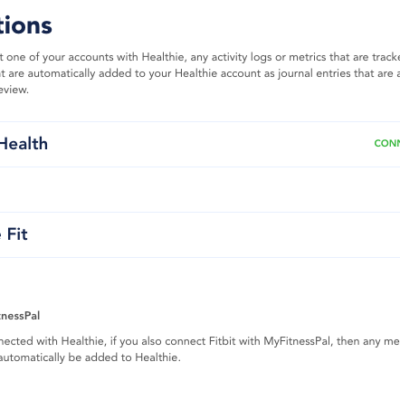 tions
t one of your accounts with Healthie, any activity logs or metrics that are track
t are automatically added to your Healthie account as journal entries that are a
eview.
Health
CONN
Fit
tnessPal
nected with Healthie, if you also connect Fitbit with MyFitnessPal, then any me
automatically be added to Healthie.